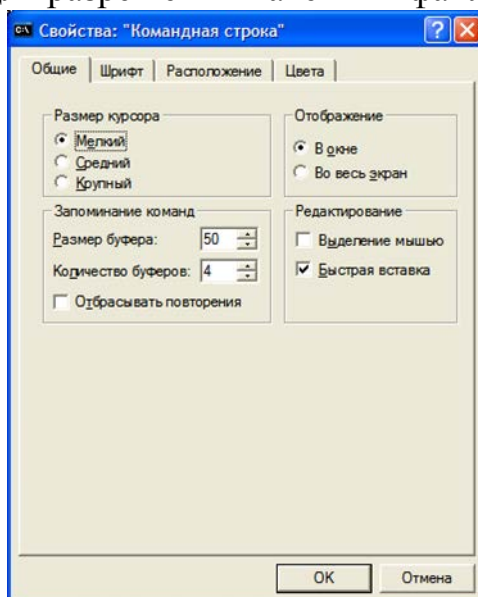 Свойства: "Командная строка"
Общие Шрифт Расположение Цвета
Размер курсора
Мелкий
Средний
Крупный
Отображение
В окне
Во весь экран
Запоминание команд
Размер буфера: 50
Количество буферов: 4
Отбрасывать повторения
Редактирование
Выделение мышью
Быстрая вставка
OK Отмена